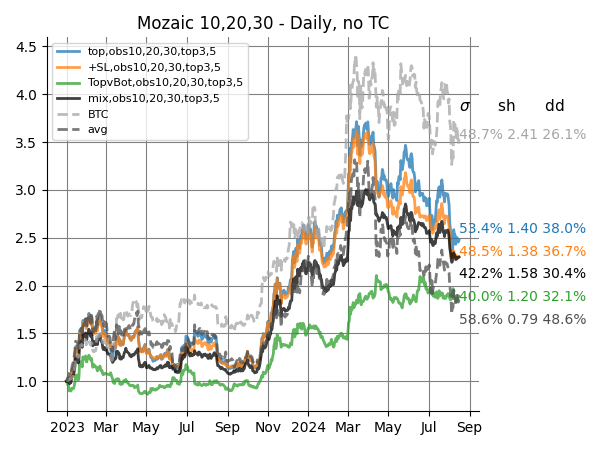 Mozaic 10,20,30 - Daily, no TC
top,obs10,20,30,top3,5
+SL,obs10,20,30,top3,5
TopvBot,obs10,20,30,top3,5
mix,obs10,20,30,top3,5
BTC
avg
4.5
4.0
3.5
3.0
2.5
2.0
1.5
1.0
σ sh dd
48.7% 2.41 26.1%
53.4% 1.40 38.0%
48.5% 1.38 36.7%
42.2% 1.58 30.4%
40.0% 1.20 32.1%
58.6% 0.79 48.6%
2023 Mar May Jul Sep Nov 2024 Mar May Jul Sep